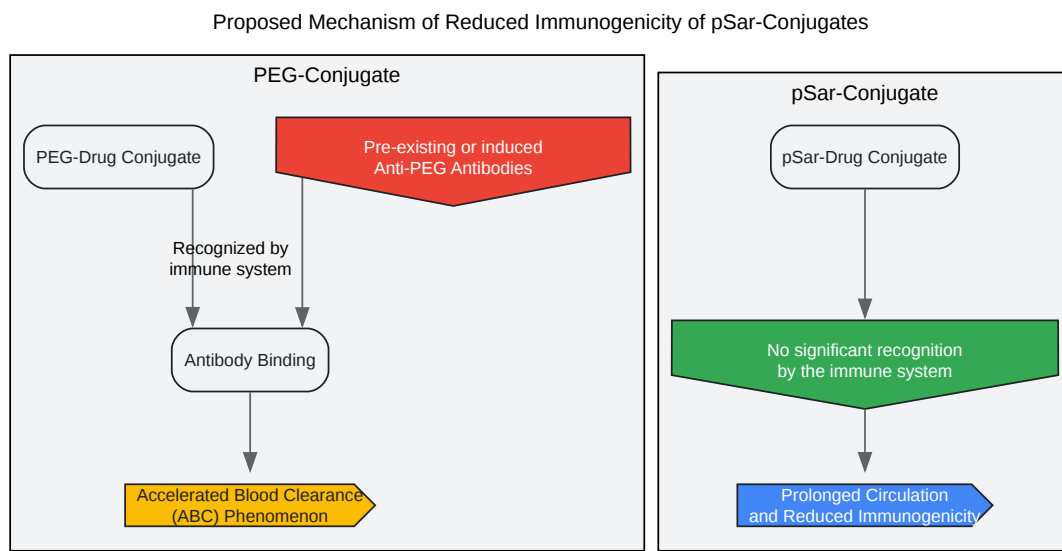 Proposed Mechanism of Reduced Immunogenicity of pSar-Conjugates
PEG-Conjugate
PEG-Drug Conjugate
Pre-existing or induced
Anti-PEG Antibodies
Recognized by
immune system
Antibody Binding
Accelerated Blood Clearance
(ABC) Phenomenon
pSar-Conjugate
pSar-Drug Conjugate
No significant recognition
by the immune system
Prolonged Circulation
and Reduced Immunogenicity